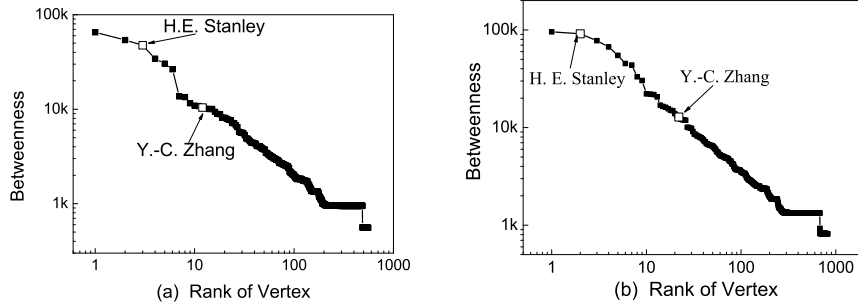 (a)
100k
10k
1k
Betweenness
H.E. Stanley
Y.-C. Zhang
1
10
100
1000
(a) Rank of Vertex
(b)
100k
10k
1k
Betweenness
H. E. Stanley
Y.-C. Zhang
1
10
100
1000
(b) Rank of Vertex